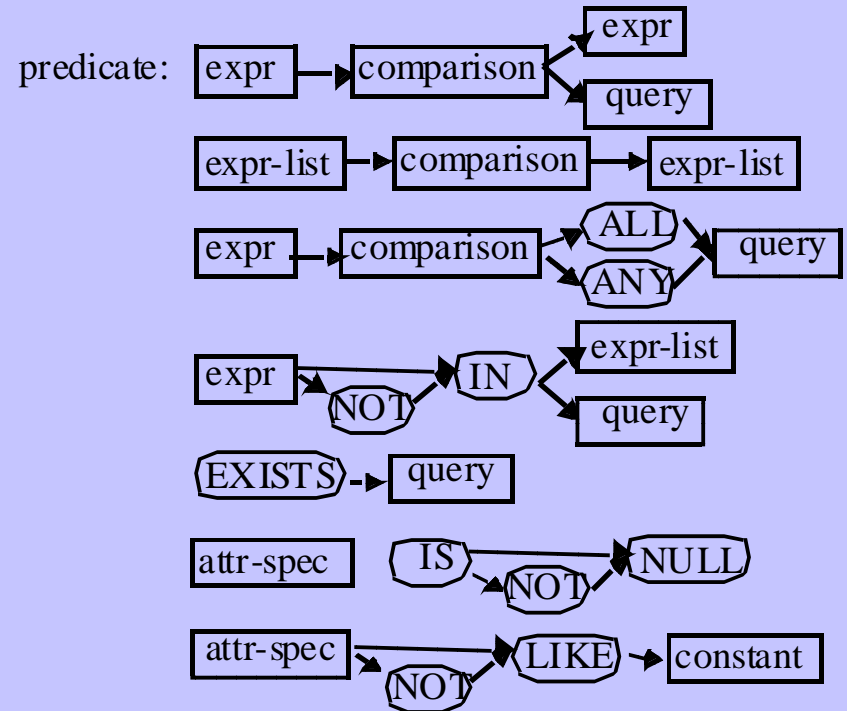 expr
predicate: expr comparison
query
expr-list comparison expr-list
ALL
expr comparison query
ANY
expr-list
expr IN
NOT query
EXISTS query
attr-spec IS NULL
NOT
attr-spec LIKE constant
NOT